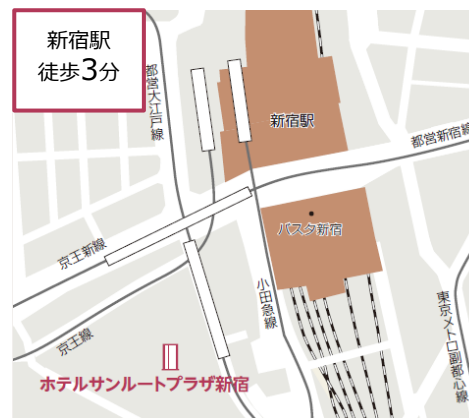 新宿駅
徒歩3分
都営大江戸線
新宿駅
都営新宿線
バスタ新宿
京王新線
小田急線
京王線
東京メトロ副都心線
ホテルサンルートプラザ新宿